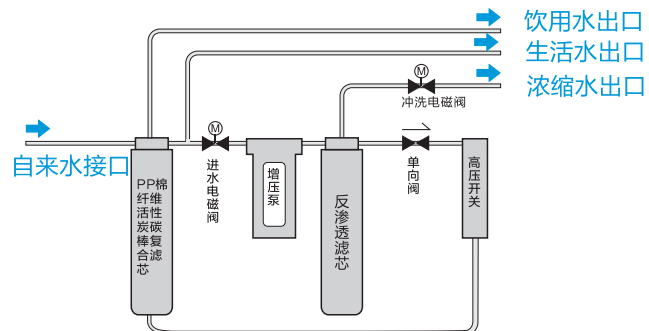 饮用水出口
生活水出口
浓缩水出口
M
冲洗电磁阀
自来水接口
M
进水电磁阀
PP棉
纤维
活性
炭碳
棒复
合滤
芯
增压泵
反渗透滤芯
单向阀
高压开关